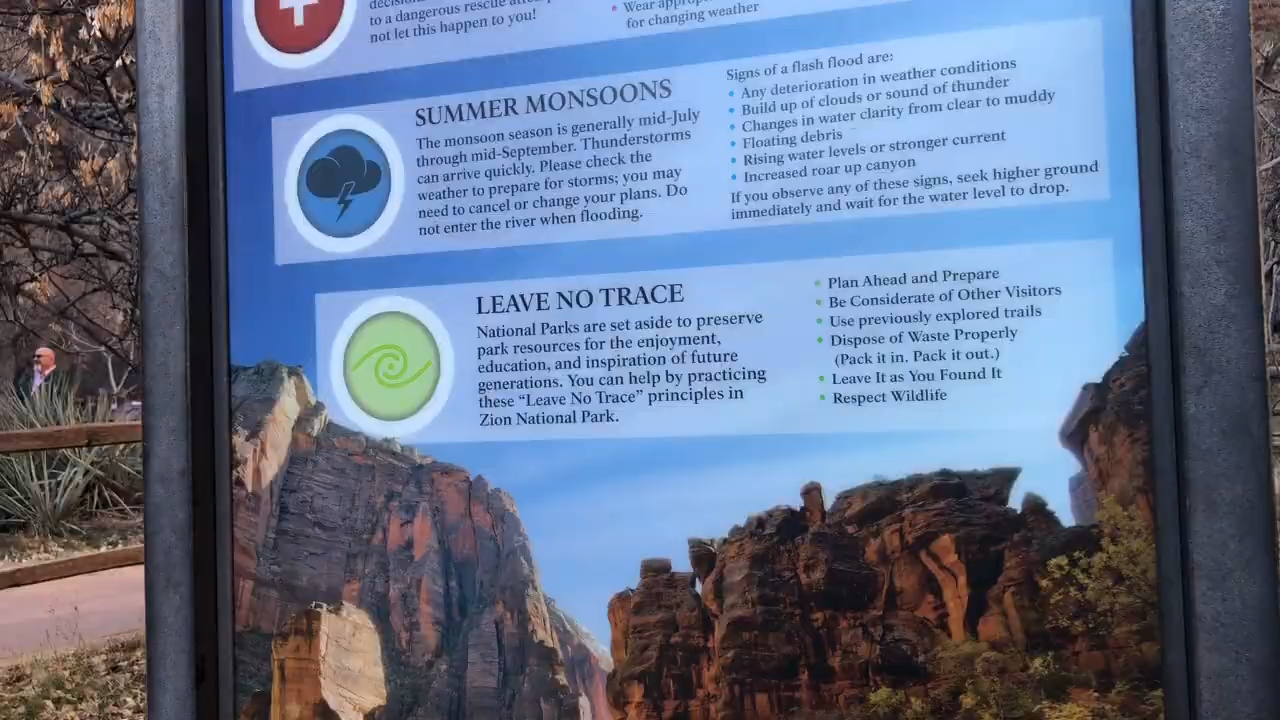 to a dangerous rescue
not let this happen to you!
Wear
for changing weather
SUMMER MONSOONS
The monsoon season is generally mid-July
through mid-September. Thunderstorms
can arrive quickly. Please check the
weather to prepare for storms; you may
need to cancel or change your plans. Do
not enter the river when flooding.
Signs of a flash flood are:
• Any deterioration in weather conditions
• Build up of clouds or sound of thunder
• Changes in water clarity from clear to muddy
• Floating debris
• Rising water levels or stronger current
• Increased roar up canyon
If you observe any of these signs, seek higher ground
immediately and wait for the water level to drop.
LEAVE NO TRACE
National Parks are set aside to preserve
park resources for the enjoyment,
education, and inspiration of future
generations. You can help by practicing
these “Leave No Trace” principles in
Zion National Park.
• Plan Ahead and Prepare
• Be Considerate of Other Visitors
• Use previously explored trails
• Dispose of Waste Properly
(Pack it in. Pack it out.)
• Leave It as You Found It
• Respect Wildlife